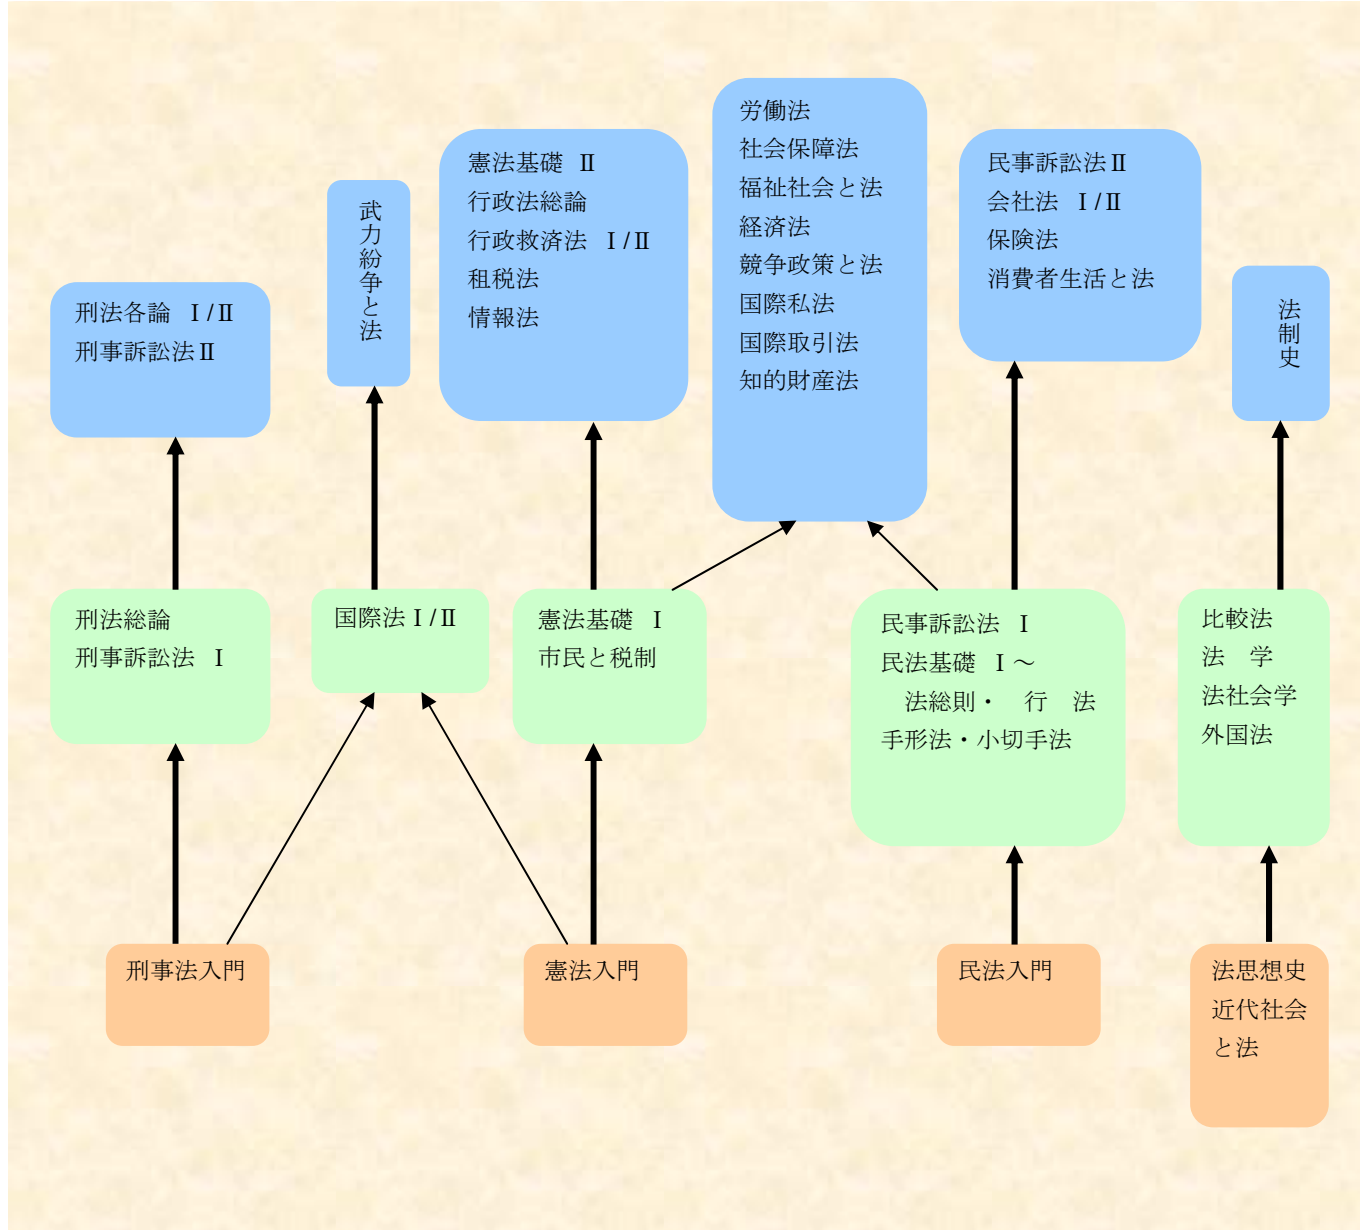 労働法
社会保障法
福祉社会と法
経済法
競争政策と法
国際私法
国際取引法
知的財産法
憲法基礎 Ⅱ
行政法総論
行政救済法 Ⅰ/Ⅱ
租税法
情報法
民事訴訟法Ⅱ
会社法 Ⅰ/Ⅱ
保険法
消費者生活と法
武力紛争と法
法制史
刑法各論 Ⅰ/Ⅱ
刑事訴訟法Ⅱ
刑法総論
刑事訴訟法 Ⅰ
国際法Ⅰ/Ⅱ
憲法基礎 Ⅰ
市民と税制
民事訴訟法 Ⅰ
民法基礎 Ⅰ～
法総則・ 行 法
手形法・小切手法
比較法
法 学
法社会学
外国法
刑事法入門
憲法入門
民法入門
法思想史
近代社会
と法